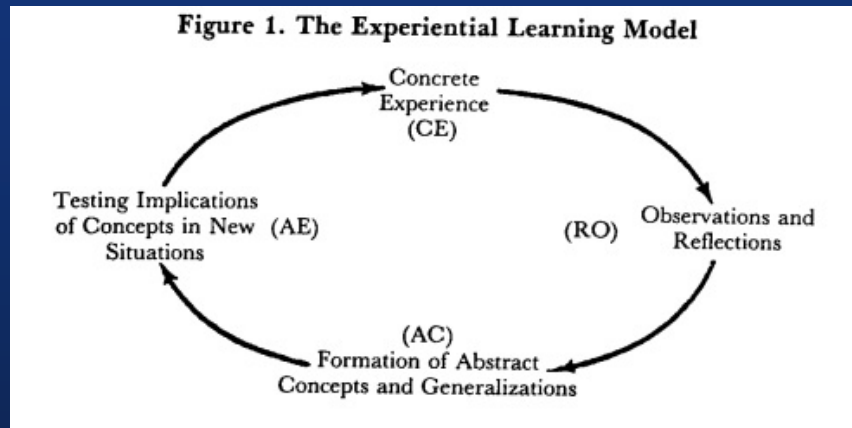 Figure 1. The Experiential Learning Model
Concrete
Experience
(CE)
Testing Implications
of Concepts in New (AE)
Situations
(RO) Observations and
Reflections
(AC)
Formation of Abstract
Concepts and Generalizations